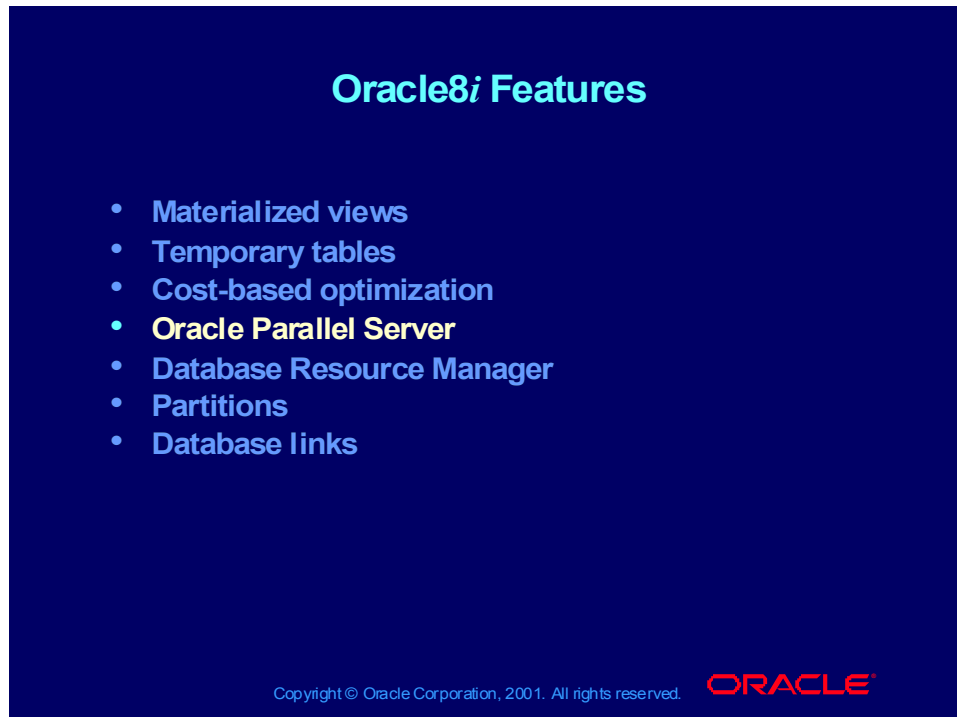 Oracle8i Features
• Materialized views
• Temporary tables
• Cost-based optimization
• Oracle Parallel Server
• Database Resource Manager
• Partitions
• Database links
Copyright © Oracle Corporation, 2001. All rights reserved.
ORACLE®